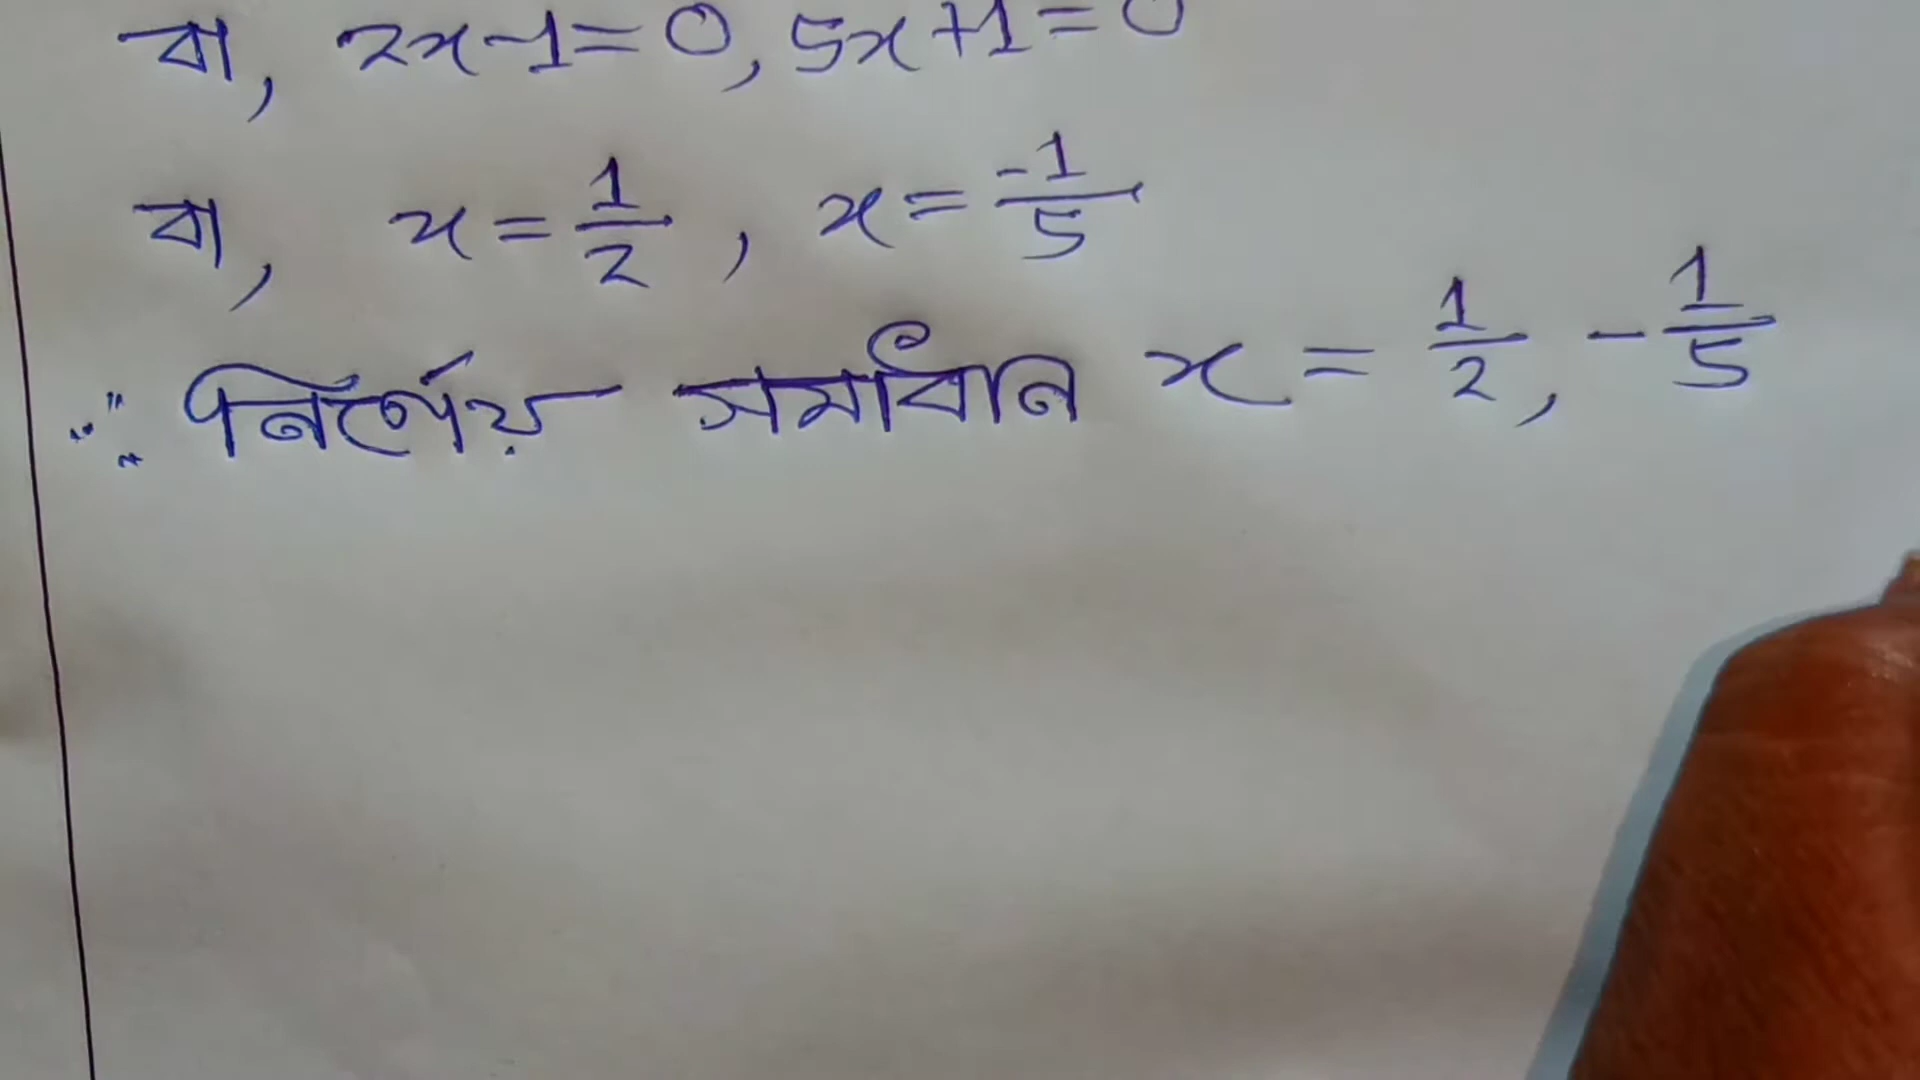 বা, 2x-1=0, 5x+1=0
বা, x=1/2, x=-1/5
∴ নির্ণেয় সমাধান x = 1/2, -1/5